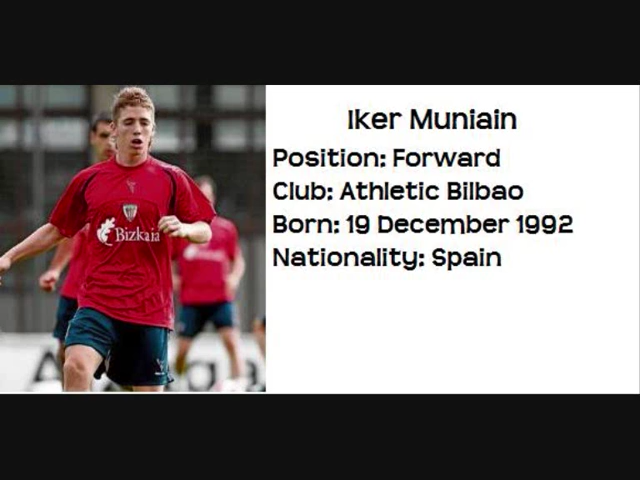 Iker Muniain
Position: Forward
Club: Athletic Bilbao
Born: 19 December 1992
Nationality: Spain
Bizkaia